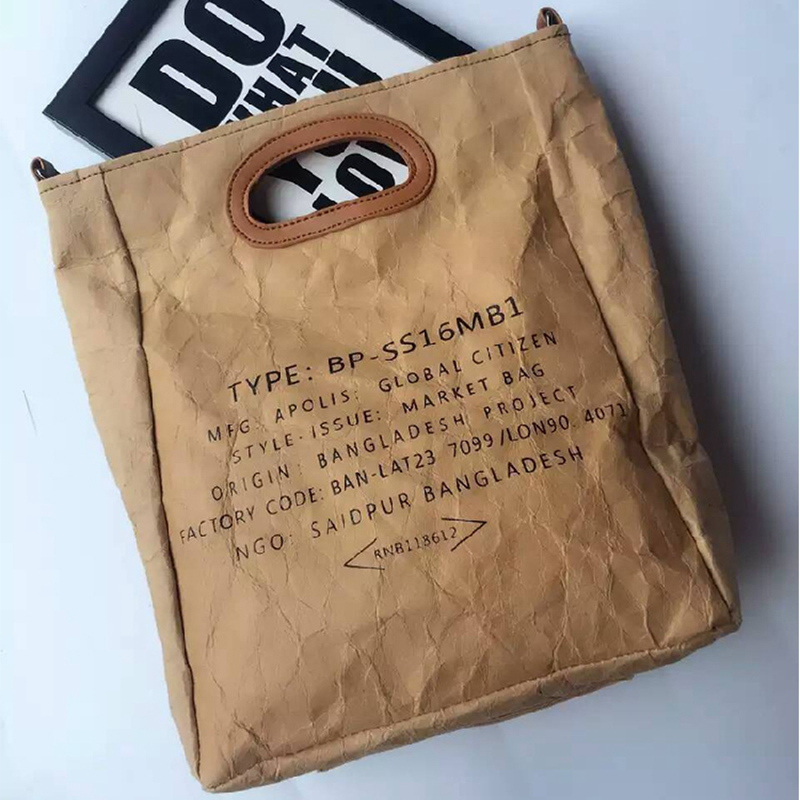 DO
WHAT
TYPE: BP-SS16MB1
MFG: APOLIS: GLOBAL CITIZEN
STYLE-ISSUE: MARKET BAG
ORIGIN: BANGLADESH PROJECT
FACTORY CODE: BAN-LAT23 7099/LON90. 4071
NGO: SAIDPUR BANGLADESH
RNB118612